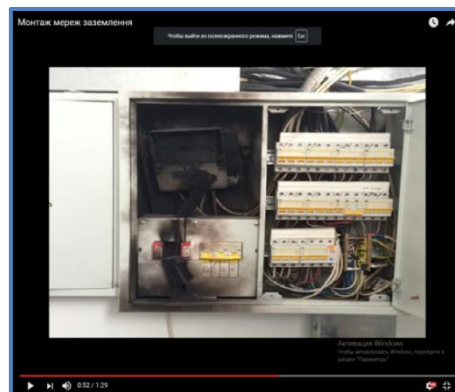 Монтаж мереж заземлення
Чтобы выйти из полноэкранного режима, нажмите Esc
Активация Windows
Чтобы активировать Windows, перейдите в
раздел "Параметры".
0:52 / 1:29